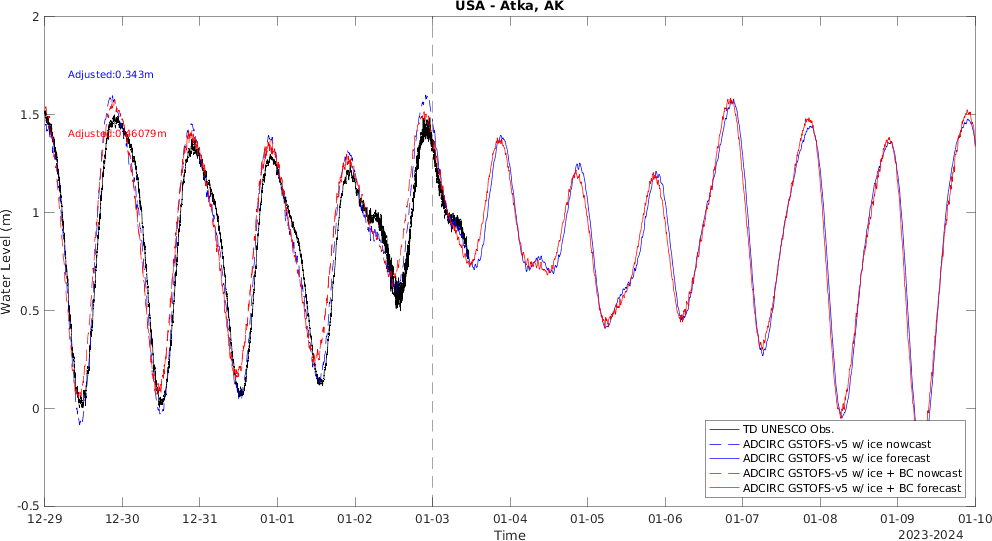 USA - Atka, AK
2
1.5
1
0.5
0
-0.5
Water Level (m)
Adjusted:0.343m
Adjusted:0.46079m
TD UNESCO Obs.
ADCIRC GSTOFS-v5 w/ ice nowcast
ADCIRC GSTOFS-v5 w/ ice forecast
ADCIRC GSTOFS-v5 w/ ice + BC nowcast
ADCIRC GSTOFS-v5 w/ ice + BC forecast
12-29 12-30 12-31 01-01 01-02 01-03 01-04 01-05 01-06 01-07 01-08 01-09 01-10
Time
2023-2024